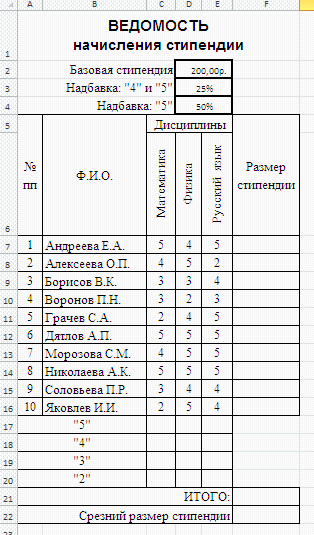 A B C D E F
1 ВЕДОМОСТЬ
начисления стипендии
2 Базовая стипендия 200,00р.
3 Надбавка: "4" и "5" 25%
4 Надбавка: "5" 50%
5 Дисциплины
6 № пп Ф.И.О. Математика Физика Русский язык Размер стипендии
7 1 Андреева Е.А. 5 4 5
8 2 Алексеева О.П. 4 5 2
9 3 Борисов В.К. 3 3 4
10 4 Воронов П.Н. 3 2 3
11 5 Грачев С.А. 2 4 5
12 6 Дятлов А.П. 5 5 5
13 7 Морозова С.М. 4 5 5
14 8 Николаева А.К. 5 5 5
15 9 Соловьева П.Р. 3 4 4
16 10 Яковлев И.И. 2 5 4
17 "5"
18 "4"
19 "3"
20 "2"
21 ИТОГО:
22 Срезний размер стипендии
23